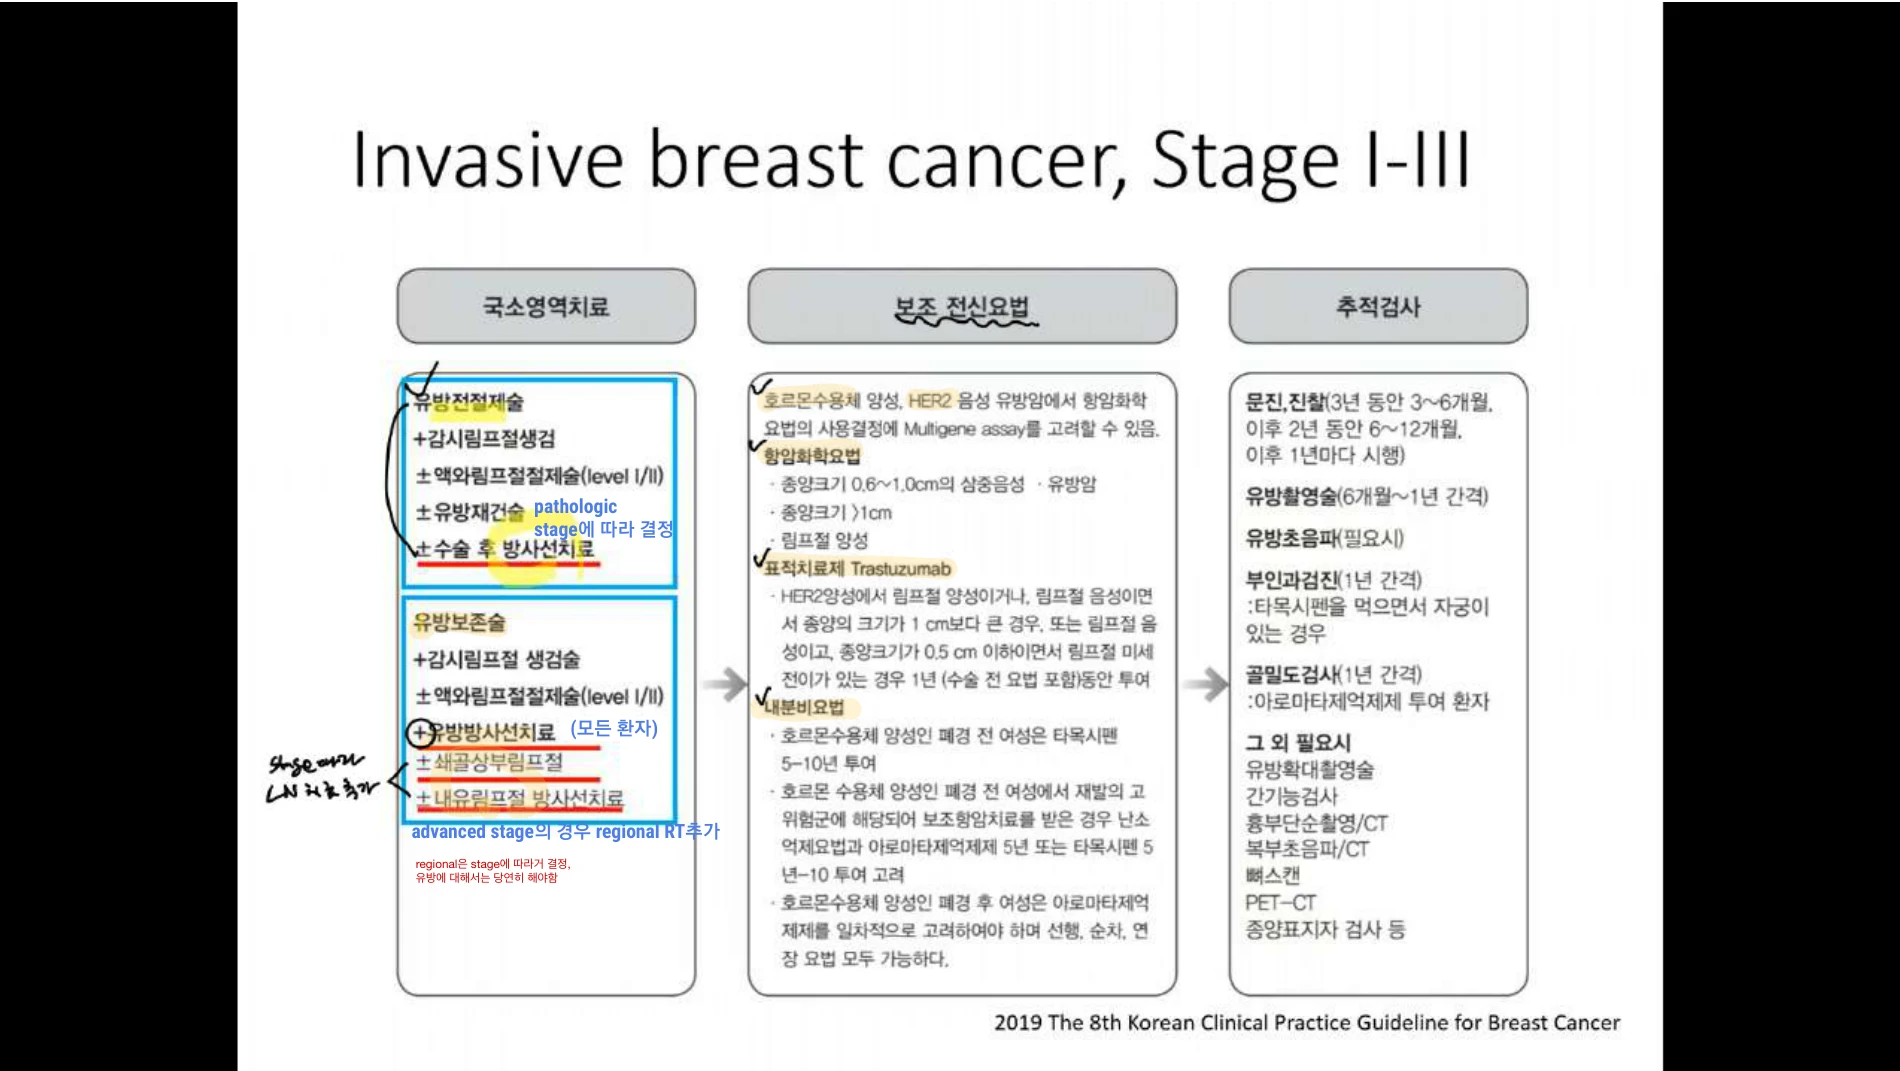 Invasive breast cancer, Stage I-III
국소영역치료
유방전절제술
+감시림프절생검
±액와림프절절제술(level I/II)
±유방재건술
pathologic
stage에 따라 결정
±수술 후 방사선치료
유방보존술
+감시림프절 생검술
±액와림프절절제술(level I/II)
+유방방사선치료 (모든 환자)
±쇄골상부림프절
±내유림프절 방사선치료
stage 따라
LN 치료 추가
advanced stage의 경우 regional RT추가
regional은 stage에 따라거 결정,
유방에 대해서는 당연히 해야함
보조 전신요법
호르몬수용체 양성, HER2 음성 유방암에서 항암화학
요법의 사용결정에 Multigene assay를 고려할 수 있음.
항암화학요법
· 종양크기 0.6~1.0cm의 삼중음성 · 유방암
· 종양크기 >1cm
· 림프절 양성
표적치료제 Trastuzumab
· HER2양성에서 림프절 양성이거나, 림프절 음성이면
서 종양의 크기가 1 cm보다 큰 경우, 또는 림프절 음
성이고, 종양크기가 0.5 cm 이하이면서 림프절 미세
전이가 있는 경우 1년 (수술 전 요법 포함)동안 투여
내분비요법
· 호르몬수용체 양성인 폐경 전 여성은 타목시펜
5-10년 투여
· 호르몬 수용체 양성인 폐경 전 여성에서 재발의 고
위험군에 해당되어 보조항암치료를 받은 경우 난소
억제요법과 아로마타제억제제 5년 또는 타목시펜 5
년-10 투여 고려
· 호르몬수용체 양성인 폐경 후 여성은 아로마타제억
제제를 일차적으로 고려하여야 하며 선행, 순차, 연
장 요법 모두 가능하다.
추적검사
문진,진찰(3년 동안 3~6개월,
이후 2년 동안 6~12개월,
이후 1년마다 시행)
유방촬영술(6개월~1년 간격)
유방초음파(필요시)
부인과검진(1년 간격)
:타목시펜을 먹으면서 자궁이
있는 경우
골밀도검사(1년 간격)
:아로마타제억제제 투여 환자
그 외 필요시
유방확대촬영술
간기능검사
흉부단순촬영/CT
복부초음파/CT
뼈스캔
PET-CT
종양표지자 검사 등
2019 The 8th Korean Clinical Practice Guideline for Breast Cancer